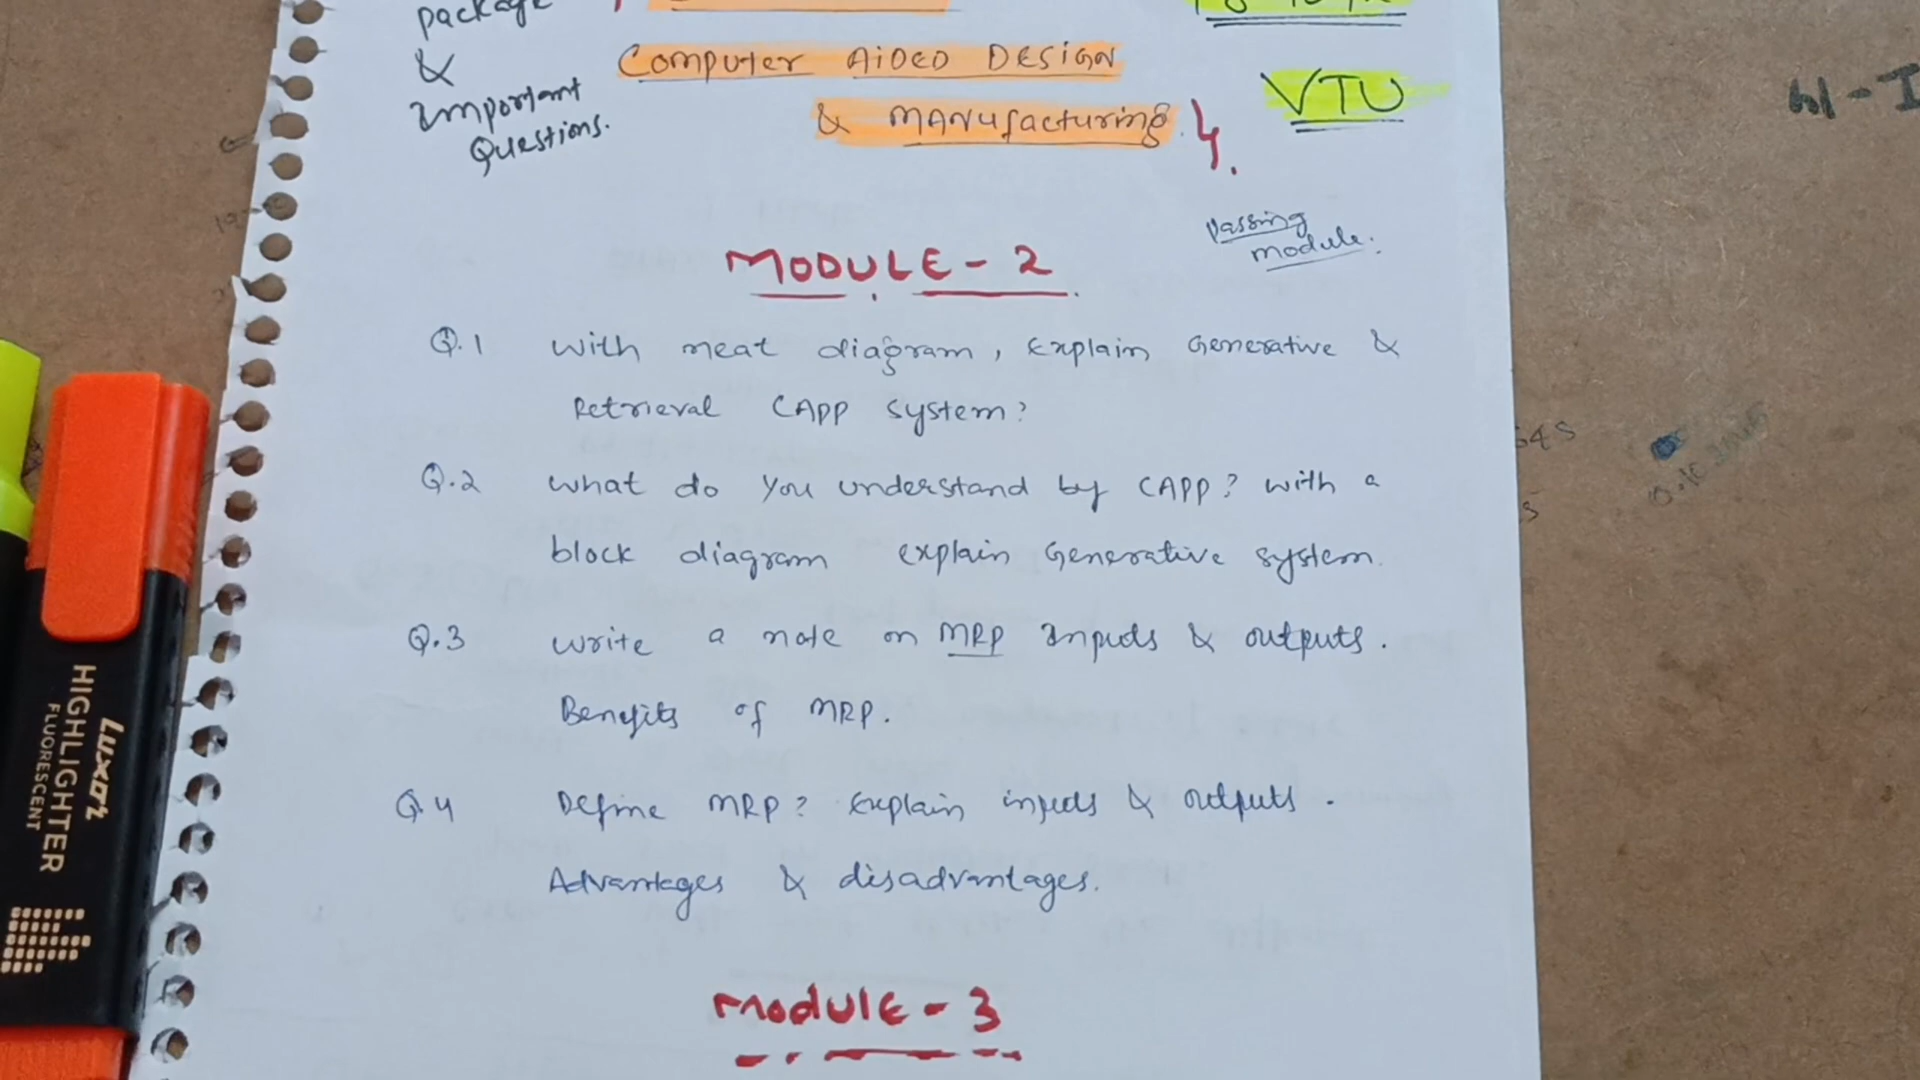 package
&
Important
Questions.
Computer Aided Design
& Manufacturing
VTU
Passing
module.
MODULE - 2
Q.1 With neat diagram, Explain Generative &
Retrieval CAPP system?
Q.2 What do you understand by CAPP? with a
block diagram explain Generative system.
Q.3 Write a note on MRP Inputs & outputs.
Benefits of MRP.
Q4 Define MRP? Explain inputs & outputs.
Advantages & disadvantages.
Module - 3
Luxor
HIGHLIGHTER
FLUORESCENT